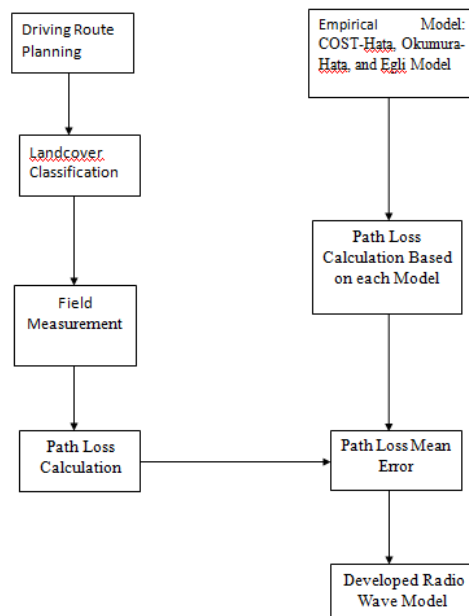 Driving Route
Planning
Landcover
Classification
Field
Measurement
Path Loss
Calculation
Empirical Model:
COST-Hata, Okumura-
Hata, and Egli Model
Path Loss
Calculation Based
on each Model
Path Loss Mean
Error
Developed Radio
Wave Model